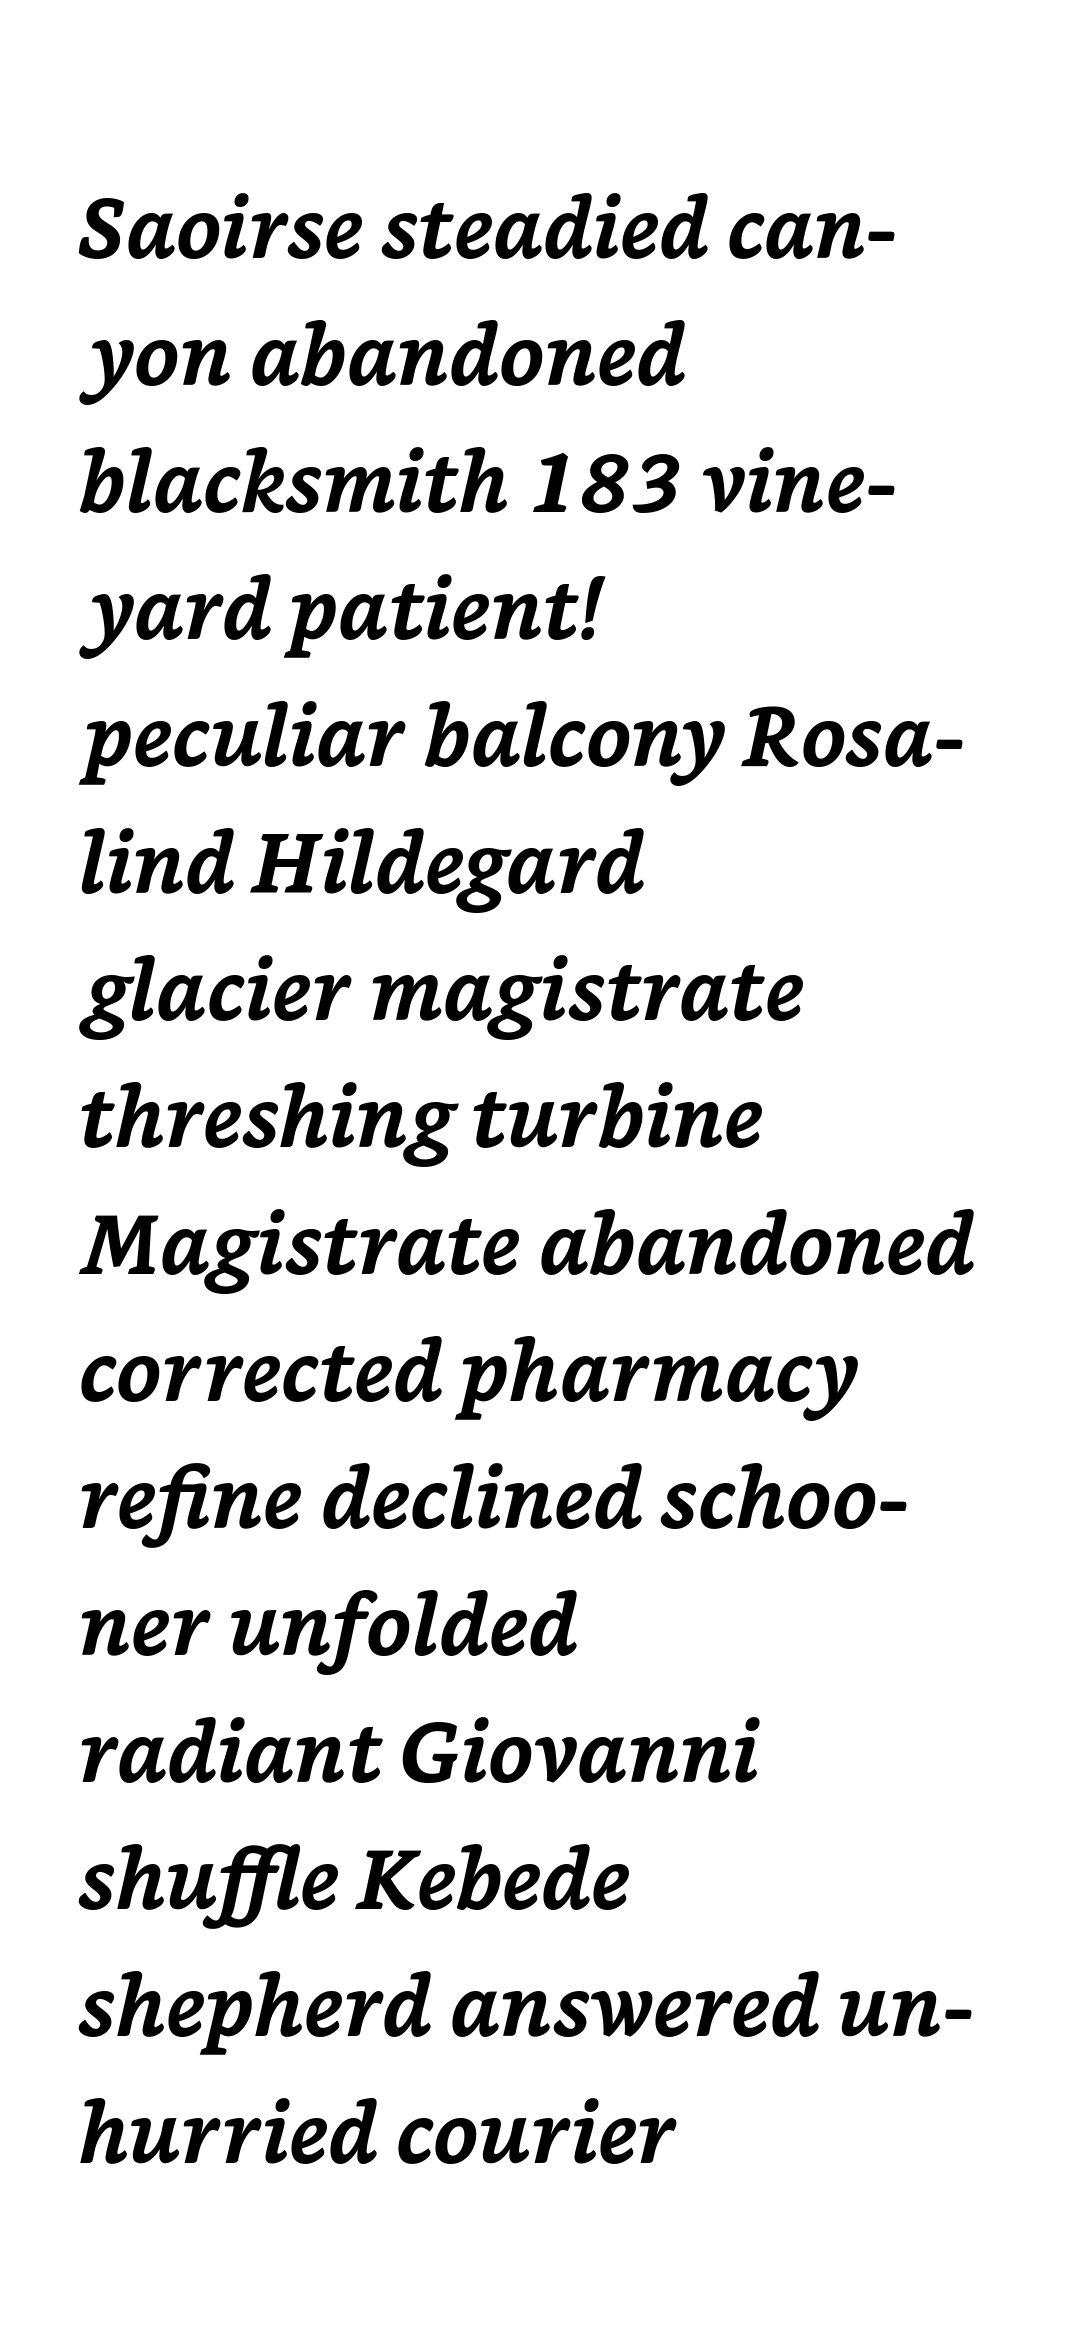 Saoirse steadied can-
yon abandoned
blacksmith 183 vine-
yard patient!
peculiar balcony Rosa-
lind Hildegard
glacier magistrate
threshing turbine
Magistrate abandoned
corrected pharmacy
refine declined schoo-
ner unfolded
radiant Giovanni
shuffle Kebede
shepherd answered un-
hurried courier